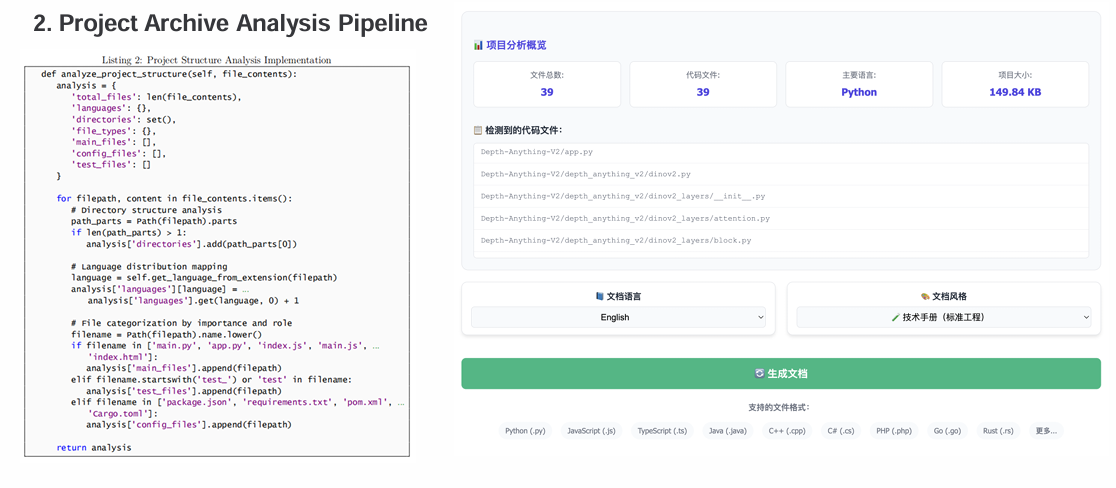 2. Project Archive Analysis Pipeline
Listing 2: Project Structure Analysis Implementation
def analyze_project_structure(self, file_contents):
analysis = {
'total_files': len(file_contents),
'languages': {},
'directories': set(),
'file_types': {},
'main_files': [],
'config_files': [],
'test_files': []
}
for filepath, content in file_contents.items():
# Directory structure analysis
path_parts = Path(filepath).parts
if len(path_parts) > 1:
analysis['directories'].add(path_parts[0])
# Language distribution mapping
language = self.get_language_from_extension(filepath)
analysis['languages'][language] = ...
analysis['languages'].get(language, 0) + 1
# File categorization by importance and role
filename = Path(filepath).name.lower()
if filename in ['main.py', 'app.py', 'index.js', 'main.js', ...
'index.html']:
analysis['main_files'].append(filepath)
elif filename.startswith('test_') or 'test' in filename:
analysis['test_files'].append(filepath)
elif filename in ['package.json', 'requirements.txt', 'pom.xml', ...
'Cargo.toml']:
analysis['config_files'].append(filepath)
return analysis
📊 项目分析概览
文件总数:
39
代码文件:
39
主要语言:
Python
项目大小:
149.84 KB
📋 检测到的代码文件:
Depth-Anything-V2/app.py
Depth-Anything-V2/depth_anything_v2/dinov2.py
Depth-Anything-V2/depth_anything_v2/dinov2_layers/__init__.py
Depth-Anything-V2/depth_anything_v2/dinov2_layers/attention.py
Depth-Anything-V2/depth_anything_v2/dinov2_layers/block.py
📘 文档语言
English
🎨 文档风格
🧪 技术手册（标准工程）
生成文档
支持的文件格式:
Python (.py)
JavaScript (.js)
TypeScript (.ts)
Java (.java)
C++ (.cpp)
C# (.cs)
PHP (.php)
Go (.go)
Rust (.rs)
更多...